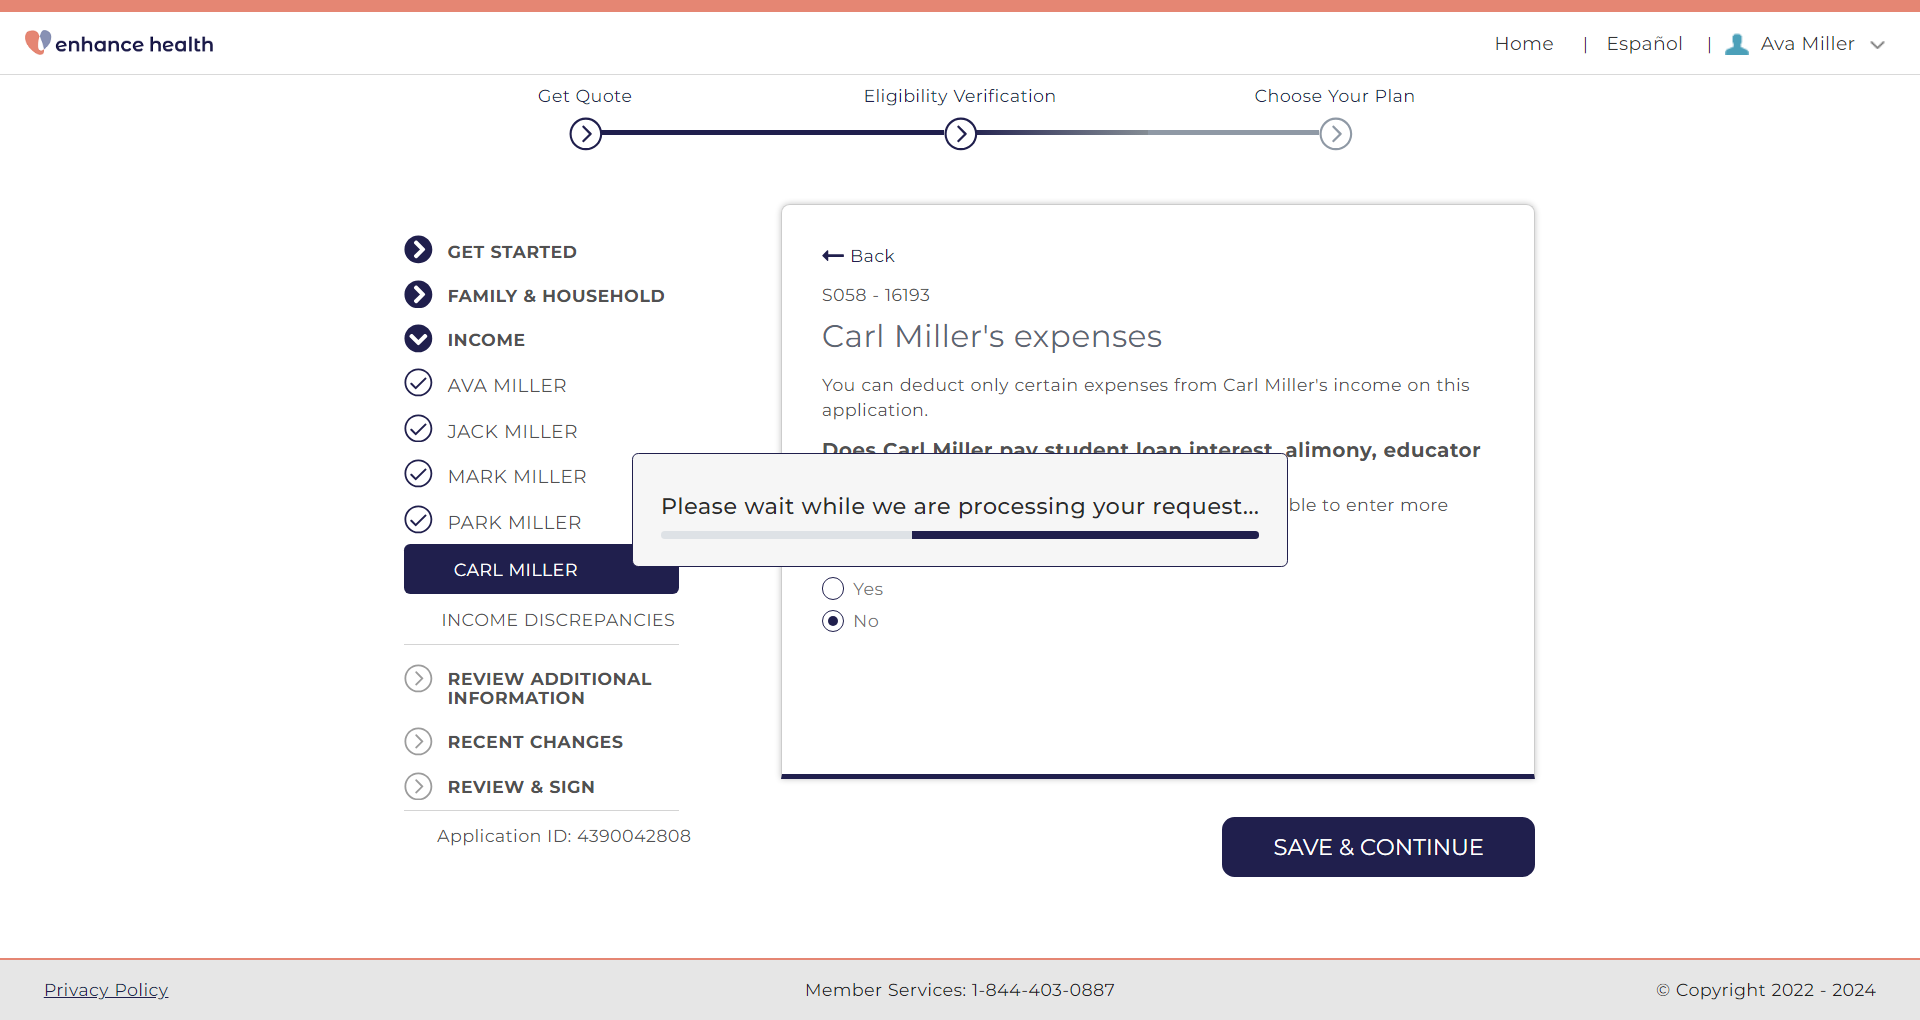 enhance health
Home | Español | Ava Miller
Get Quote
Eligibility Verification
Choose Your Plan
GET STARTED
FAMILY & HOUSEHOLD
INCOME
AVA MILLER
JACK MILLER
MARK MILLER
PARK MILLER
CARL MILLER
INCOME DISCREPANCIES
REVIEW ADDITIONAL
INFORMATION
RECENT CHANGES
REVIEW & SIGN
Application ID: 4390042808
Back
S058 - 16193
Carl Miller's expenses
You can deduct only certain expenses from Carl Miller's income on this
application.
Does Carl Miller pay student loan interest, alimony, educator
ble to enter more
Please wait while we are processing your request...
Yes
No
SAVE & CONTINUE
Privacy Policy
Member Services: 1-844-403-0887
© Copyright 2022 - 2024